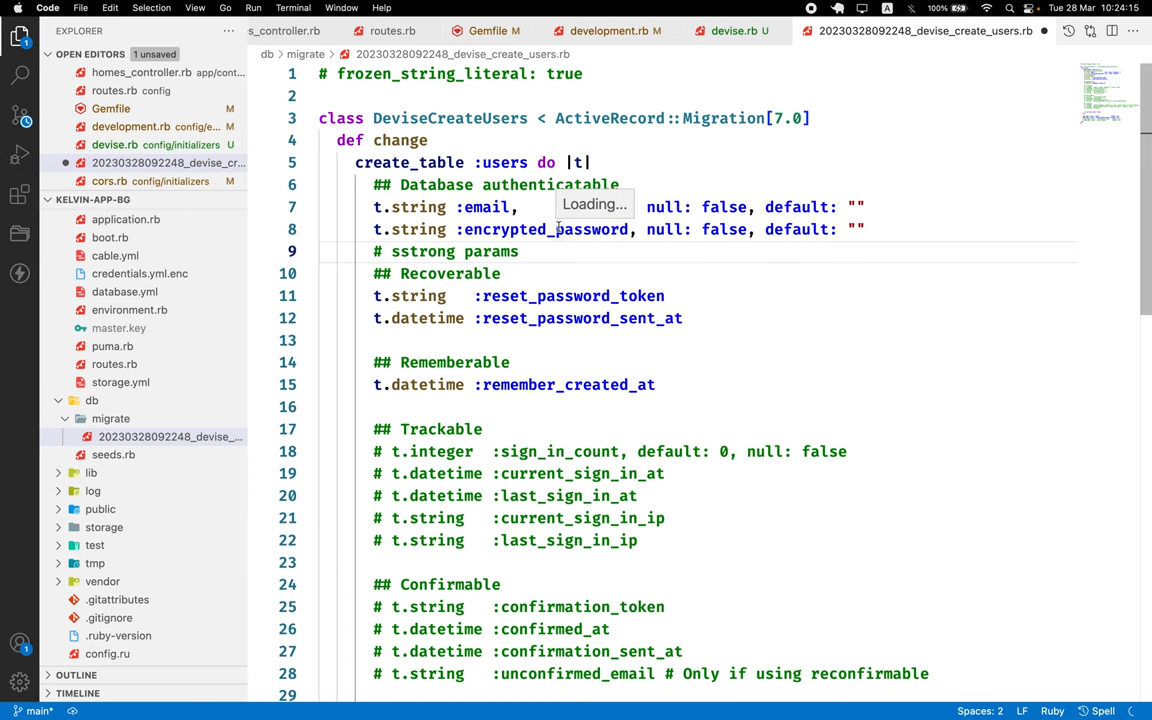 Code File Edit Selection View Go Run Terminal Window Help 100% Tue 28 Mar 10:24:15
EXPLORER
s_controller.rb routes.rb Gemfile M development.rb M devise.rb U 20230328092248_devise_create_users.rb
OPEN EDITORS 1 unsaved
db > migrate > 20230328092248_devise_create_users.rb
homes_controller.rb app/cont...
routes.rb config
Gemfile M
development.rb config/e... M
devise.rb config/initializers U
20230328092248_devise_cr...
cors.rb config/initializers M
KELVIN-APP-BG
application.rb
boot.rb
cable.yml
credentials.yml.enc
database.yml
environment.rb
master.key
puma.rb
routes.rb
storage.yml
db
migrate
20230328092248_devise_...
seeds.rb
lib
log
public
storage
test
tmp
vendor
.gitattributes
.gitignore
.ruby-version
config.ru
OUTLINE
TIMELINE
1 # frozen_string_literal: true
2
3 class DeviseCreateUsers < ActiveRecord::Migration[7.0]
4 def change
5 create_table :users do |t|
6 ## Database authenticatable
7 t.string :email, null: false, default: ""
Loading...
8 t.string :encrypted_password, null: false, default: ""
9 # sstrong params
10 ## Recoverable
11 t.string :reset_password_token
12 t.datetime :reset_password_sent_at
13
14 ## Rememberable
15 t.datetime :remember_created_at
16
17 ## Trackable
18 # t.integer :sign_in_count, default: 0, null: false
19 # t.datetime :current_sign_in_at
20 # t.datetime :last_sign_in_at
21 # t.string :current_sign_in_ip
22 # t.string :last_sign_in_ip
23
24 ## Confirmable
25 # t.string :confirmation_token
26 # t.datetime :confirmed_at
27 # t.datetime :confirmation_sent_at
28 # t.string :unconfirmed_email # Only if using reconfirmable
29
main* Spaces: 2 LF Ruby Spell